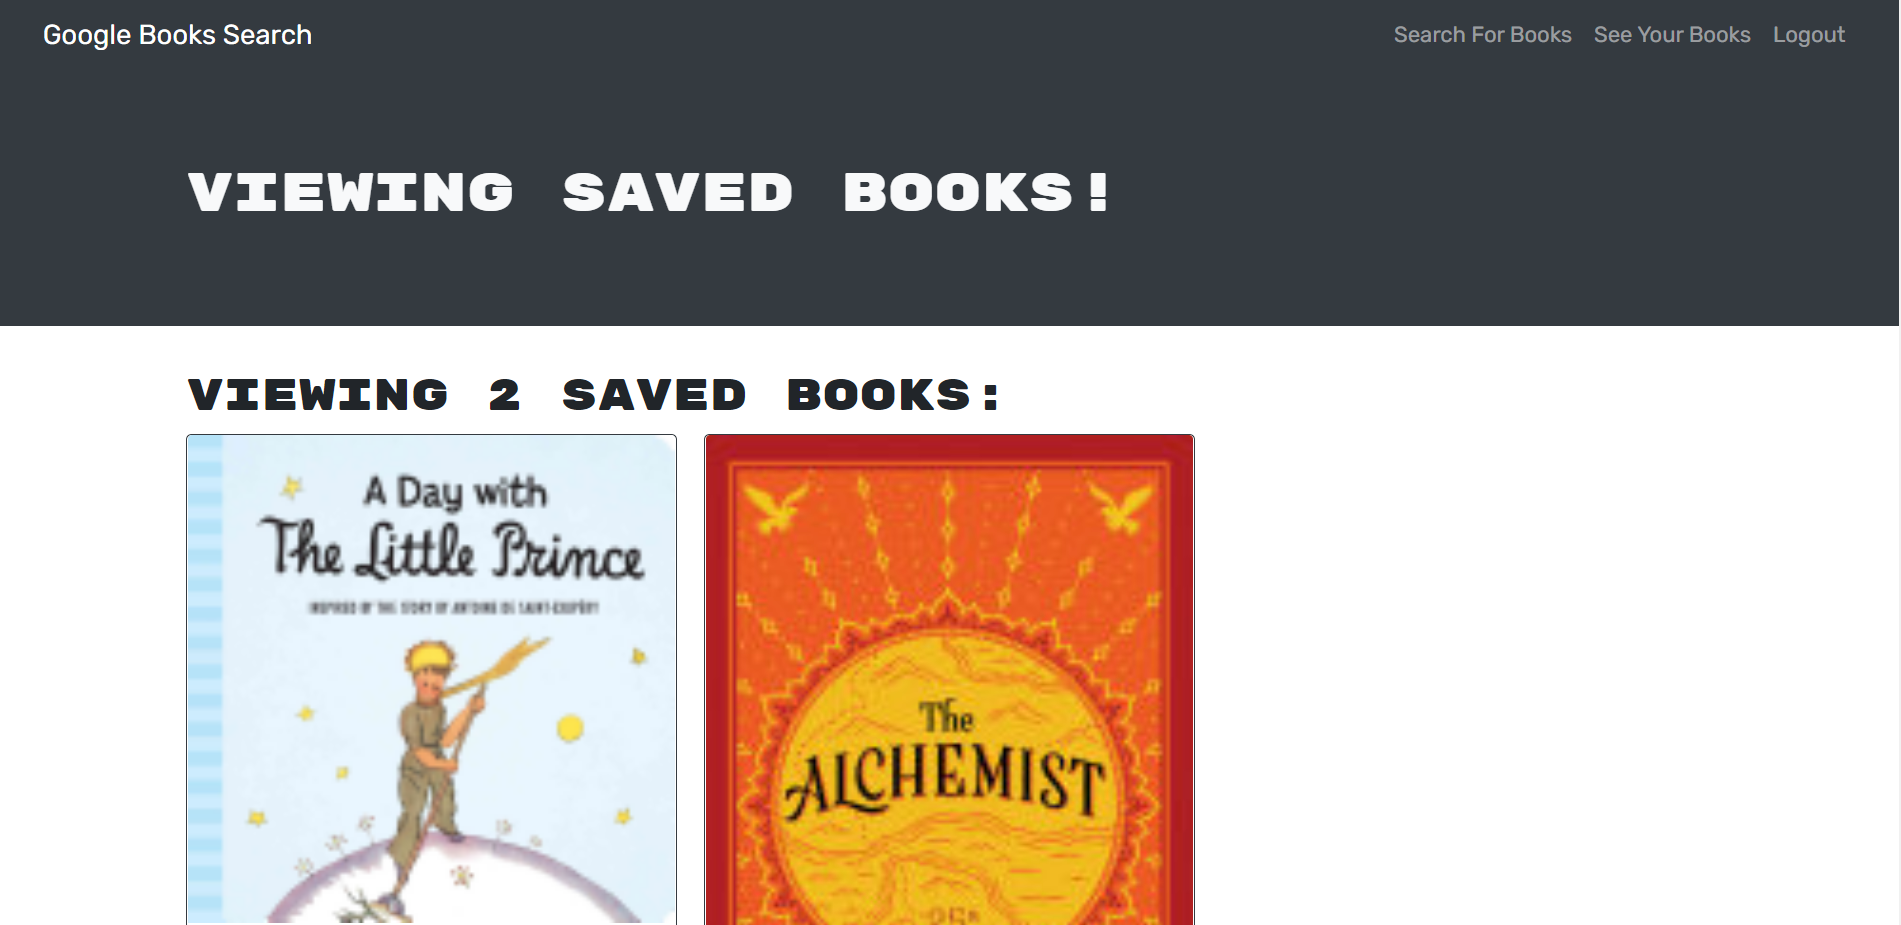 Google Books Search
Search For Books See Your Books Logout
VIEWING SAVED BOOKS!
VIEWING 2 SAVED BOOKS:
A Day with
The Little Prince
INSPIRED BY THE STORY BY ANTOINE DE SAINT-EXUPÉRY
The
ALCHEMIST